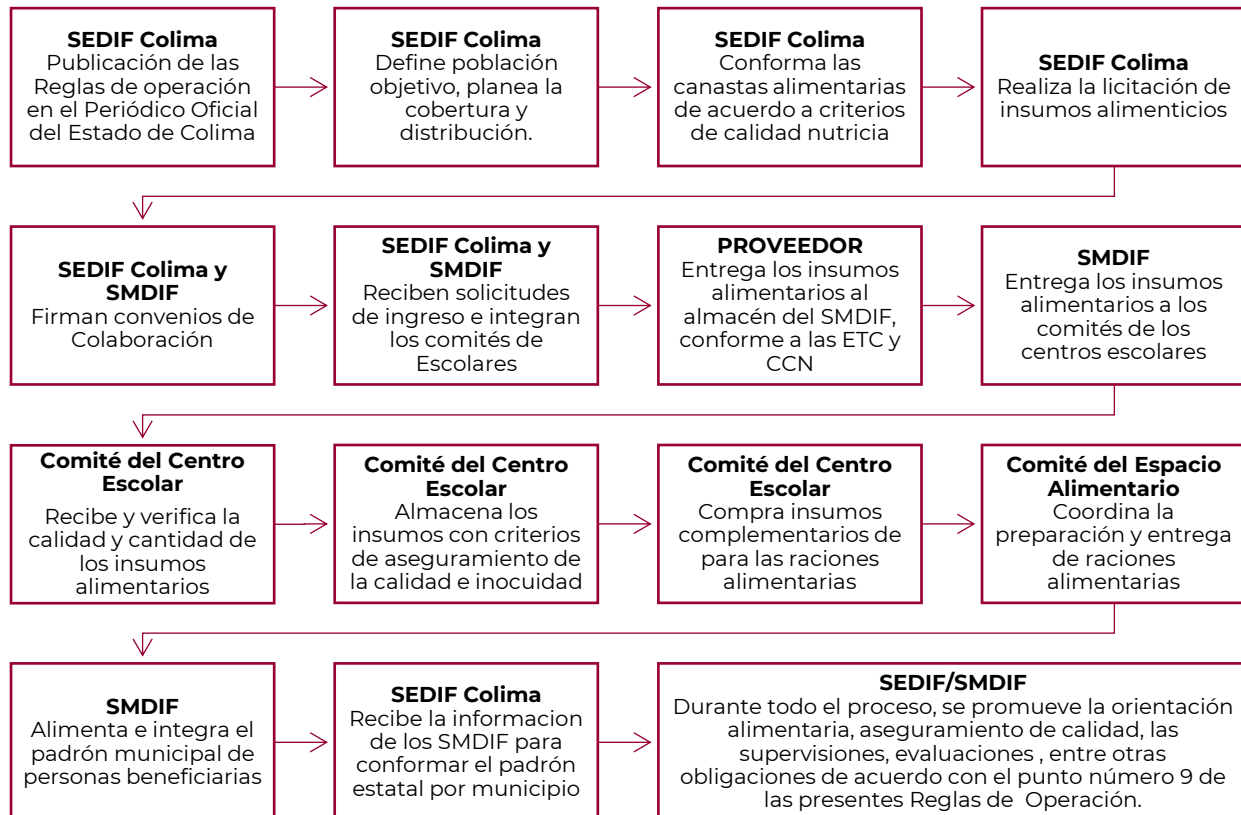 SEDIF Colima
Publicación de las
Reglas de operación
en el Periódico Oficial
del Estado de Colima
SEDIF Colima
Define población
objetivo, planea la
cobertura y
distribución.
SEDIF Colima
Conforma las
canastas alimentarias
de acuerdo a criterios
de calidad nutricia
SEDIF Colima
Realiza la licitación de
insumos alimenticios
SEDIF Colima y
SMDIF
Firman convenios de
Colaboración
SEDIF Colima y
SMDIF
Reciben solicitudes
de ingreso e integran
los comités de
Escolares
PROVEEDOR
Entrega los insumos
alimentarios al
almacén del SMDIF,
conforme a las ETC y
CCN
SMDIF
Entrega los insumos
alimentarios a los
comités de los
centros escolares
Comité del Centro
Escolar
Recibe y verifica la
calidad y cantidad de
los insumos
alimentarios
Comité del Centro
Escolar
Almacena los
insumos con criterios
de aseguramiento de
la calidad e inocuidad
Comité del Centro
Escolar
Compra insumos
complementarios de
para las raciones
alimentarias
Comité del Espacio
Alimentario
Coordina la
preparación y entrega
de raciones
alimentarias
SMDIF
Alimenta e integra el
padrón municipal de
personas beneficiarias
SEDIF Colima
Recibe la informacion
de los SMDIF para
conformar el padrón
estatal por municipio
SEDIF/SMDIF
Durante todo el proceso, se promueve la orientación
alimentaria, aseguramiento de calidad, las
supervisiones, evaluaciones , entre otras
obligaciones de acuerdo con el punto número 9 de
las presentes Reglas de Operación.